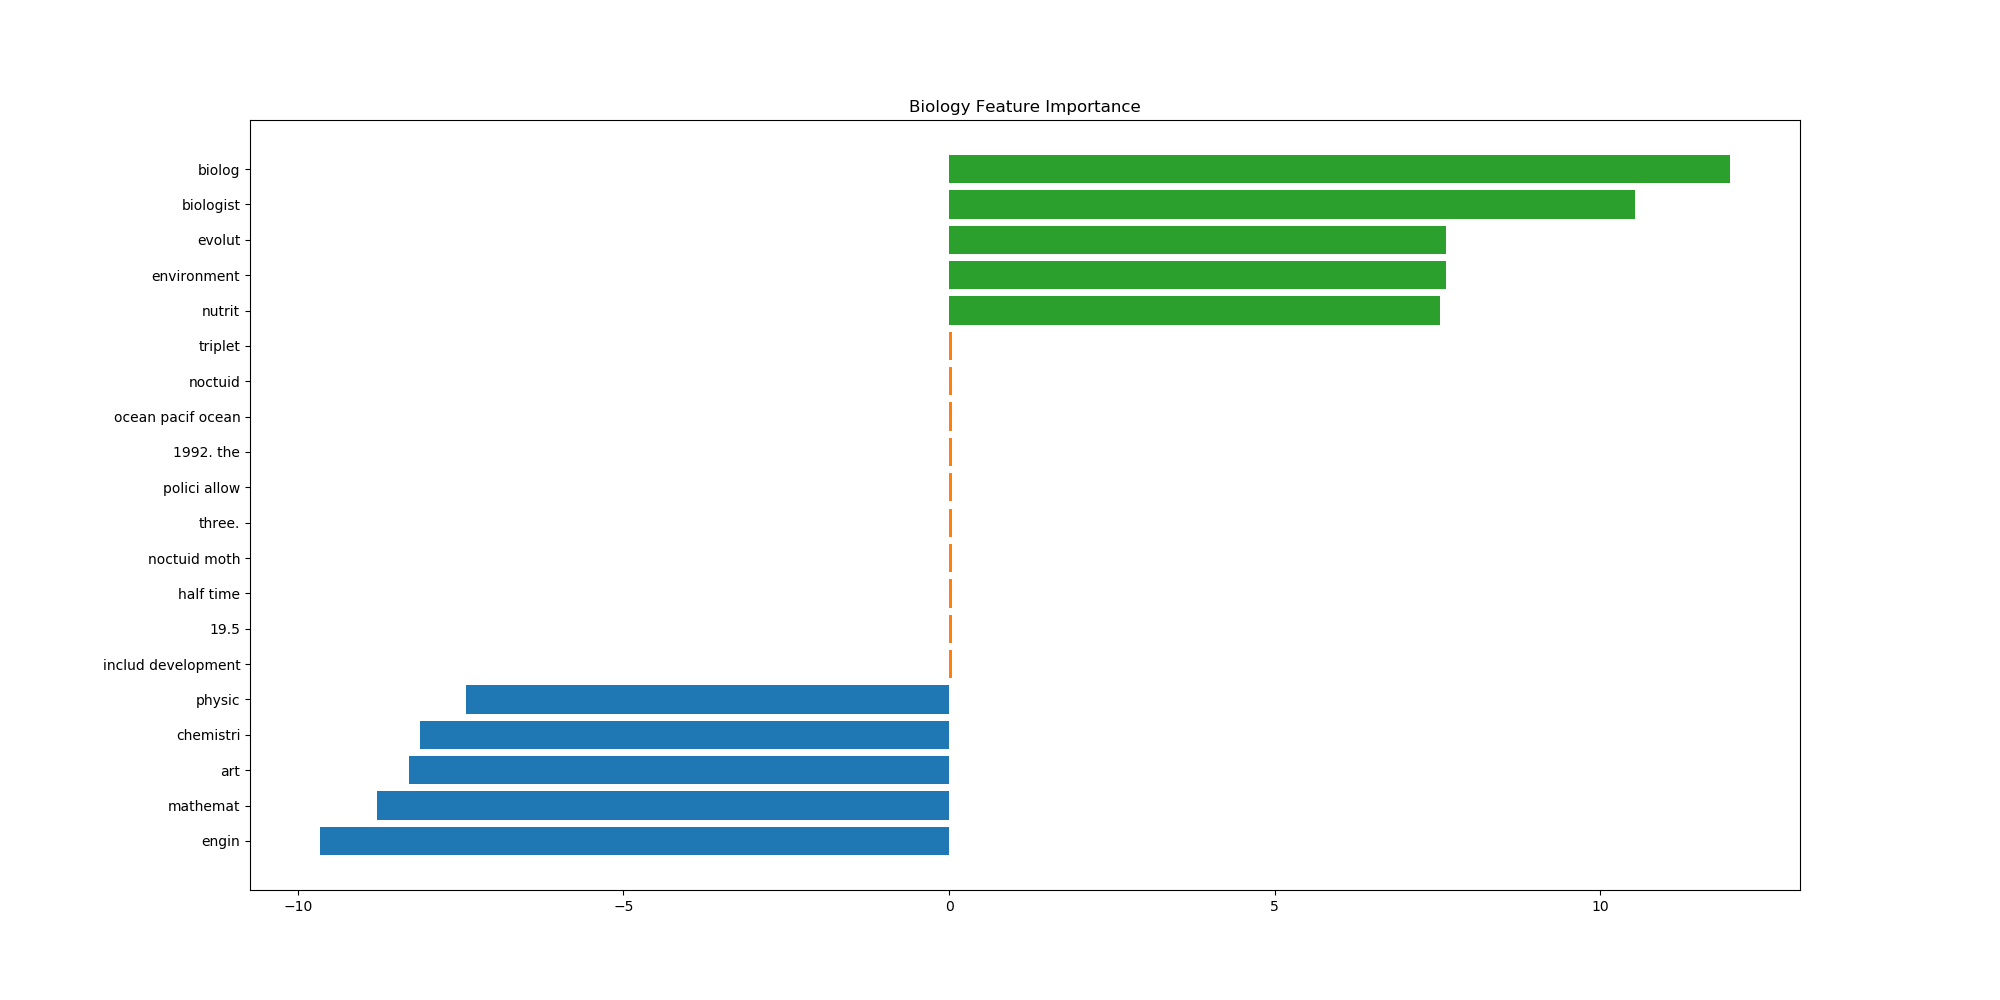 Biology Feature Importance
biolog
biologist
evolut
environment
nutrit
triplet
noctuid
ocean pacif ocean
1992. the
polici allow
three.
noctuid moth
half time
19.5
includ development
physic
chemistri
art
mathemat
engin
−10 −5 0 5 10